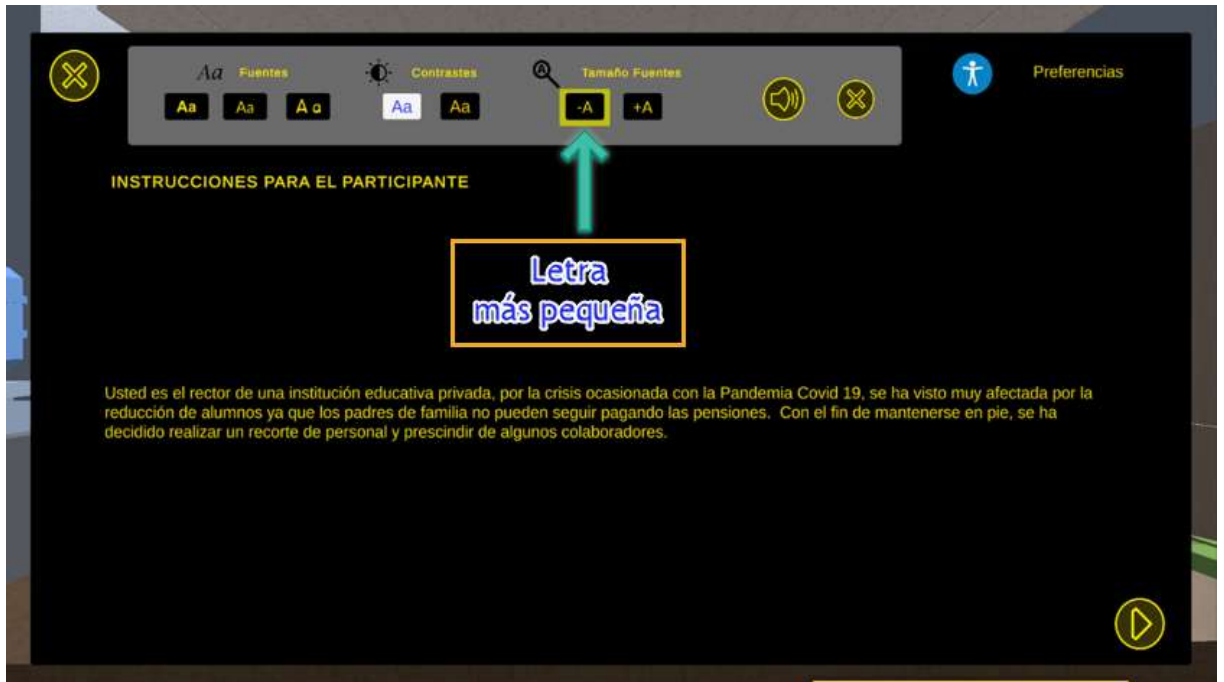 Aa Fuentes Contrastes A Tamaño Fuentes Preferencias
Aa Aa Aa Aa Aa -A +A
INSTRUCCIONES PARA EL PARTICIPANTE
Letra
más pequeña
Usted es el rector de una institución educativa privada, por la crisis ocasionada con la Pandemia Covid 19, se ha visto muy afectada por la
reducción de alumnos ya que los padres de familia no pueden seguir pagando las pensiones. Con el fin de mantenerse en pie, se ha
decidido realizar un recorte de personal y prescindir de algunos colaboradores.